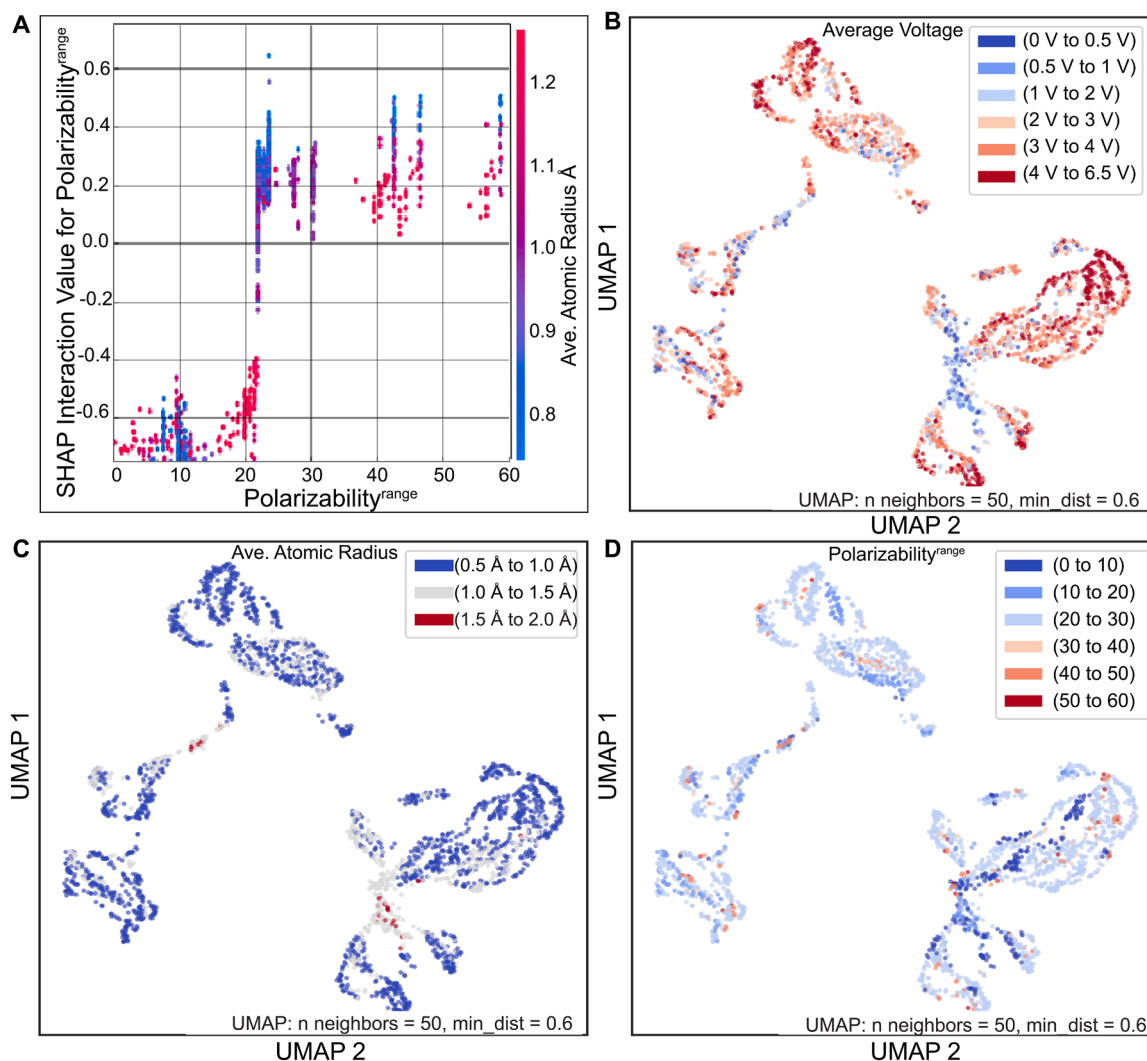 A
SHAP Interaction Value for Polarizability^range
0.6
0.4
0.2
0.0
-0.2
-0.4
-0.6
0 10 20 30 40 50 60
Polarizability^range
1.2
1.1
1.0
0.9
0.8
Ave. Atomic Radius Å
B
Average Voltage
(0 V to 0.5 V)
(0.5 V to 1 V)
(1 V to 2 V)
(2 V to 3 V)
(3 V to 4 V)
(4 V to 6.5 V)
UMAP 1
UMAP: n neighbors = 50, min_dist = 0.6
UMAP 2
C
Ave. Atomic Radius
(0.5 Å to 1.0 Å)
(1.0 Å to 1.5 Å)
(1.5 Å to 2.0 Å)
UMAP 1
UMAP: n neighbors = 50, min_dist = 0.6
UMAP 2
D
Polarizability^range
(0 to 10)
(10 to 20)
(20 to 30)
(30 to 40)
(40 to 50)
(50 to 60)
UMAP 1
UMAP: n neighbors = 50, min_dist = 0.6
UMAP 2